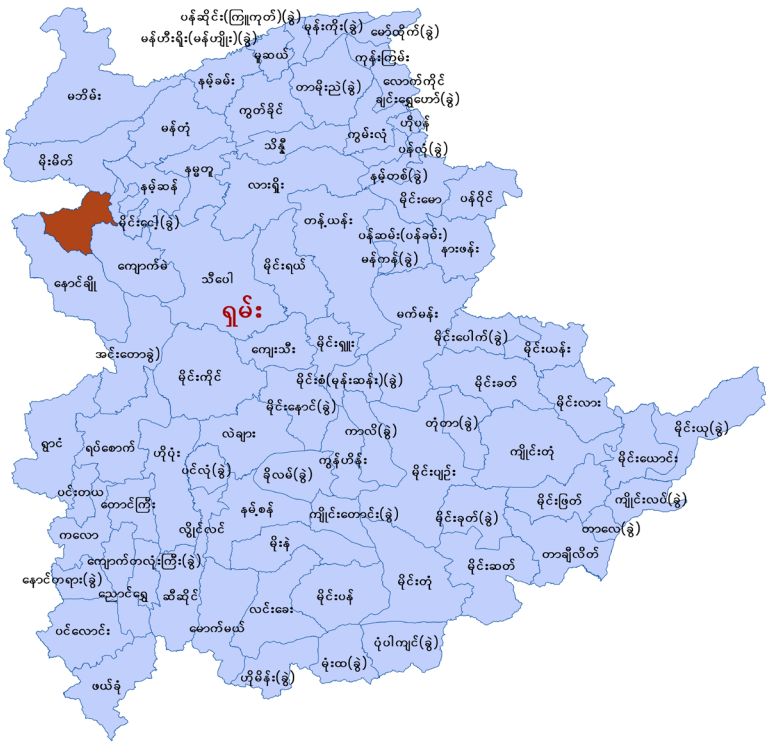 ပန်ဆိုင်း(ကြူကုတ်)(ခွဲ)
မုန်းကိုး(ခွဲ)
မော်ထိုက်(ခွဲ)
မန်ဟီးရိုး(မန်ဟျိုး)(ခွဲ)
မူဆယ်
ကုန်းကြမ်း
နမ့်ခမ်း
တာမိုးညဲ(ခွဲ)
လောက်ကိုင်
ချင်းရွှေဟော်(ခွဲ)
မဘိမ်း
ကွတ်ခိုင်
ဟိုပန်
မန်တုံ
ကွမ်းလုံ
သိန္နီ
ပန်လုံ(ခွဲ)
မိုးမိတ်
နမ္မတူ
နမ့်တစ်(ခွဲ)
နမ့်ဆန်
လားရှိုး
မိုင်းမော
ပန်ဝိုင်
မိုင်းငေါ့(ခွဲ)
တန့်ယန်း
ပန်ဆမ်း(ပန်ခမ်း)
နားဖန်း
မန်ကန်(ခွဲ)
ကျောက်မဲ
မိုင်းရယ်
သီပေါ
နောင်ချို
ရှမ်း
မက်မန်း
မိုင်းပေါက်(ခွဲ)
မိုင်းယန်း
ကျေးသီး
မိုင်းရှူး
အင်းတောခွဲ)
မိုင်းကိုင်
မိုင်းစံ(မုန်းဆန်း)(ခွဲ)
မိုင်းခတ်
မိုင်းနောင်(ခွဲ)
မိုင်းလား
လဲချား
ကာလိ(ခွဲ)
တုံတာ(ခွဲ)
မိုင်းယု(ခွဲ)
ရွာငံ
ရပ်စောက်
ဟိုပုံး
ကျိုင်းတုံ
မိုင်းယောင်း
ပင်လုံ(ခွဲ)
ခိုလမ်(ခွဲ)
ကွန်ဟိန်း
မိုင်းပျဉ်း
ပင်းတယ
တောင်ကြီး
နမ့်စန်
ကျိုင်းတောင်း(ခွဲ)
မိုင်းခုတ်(ခွဲ)
မိုင်းဖြတ်
ကျိုင်းလပ်(ခွဲ)
ကလော
လွိုင်လင်
မိုးနဲ
တာလေ(ခွဲ)
တာချီလိတ်
ကျောက်တလုံးကြီး(ခွဲ)
မိုင်းဆတ်
နောင်တရား(ခွဲ)
ညောင်ရွှေ
ဆီဆိုင်
မိုင်းပန်
မိုင်းတုံ
လင်းခေး
ပင်လောင်း
မောက်မယ်
ပုံပါကျင်(ခွဲ)
မုံးထ(ခွဲ)
ဟိုမိန်း(ခွဲ)
ဖယ်ခုံ